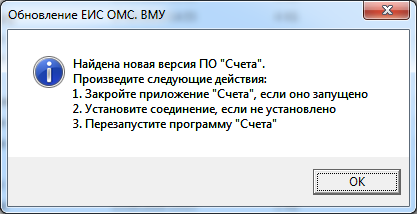 Обновление ЕИС ОМС. ВМУ
Найдена новая версия ПО "Счета".
Произведите следующие действия:
1. Закройте приложение "Счета", если оно запущено
2. Установите соединение, если не установлено
3. Перезапустите программу "Счета"
OK